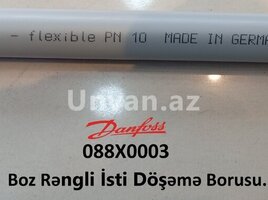 - flexible PN 10 MADE IN GERMA
Unvan.az
Danfoss
088X0003
Boz Rəngli İsti Döşəmə Borusu.